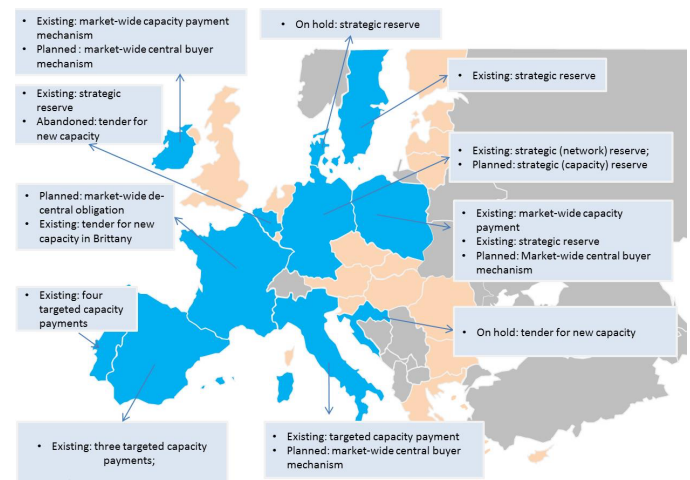 • Existing: market-wide capacity payment
mechanism
• Planned : market-wide central buyer
mechanism
• On hold: strategic reserve
• Existing: strategic reserve
• Existing: strategic
reserve
• Abandoned: tender for
new capacity
• Existing: strategic (network) reserve;
• Planned: strategic (capacity) reserve
• Planned: market-wide de-
central obligation
• Existing: tender for new
capacity in Brittany
• Existing: market-wide capacity
payment
• Existing: strategic reserve
• Planned: Market-wide central buyer
mechanism
• Existing: four
targeted capacity
payments
• On hold: tender for new capacity
• Existing: three targeted capacity
payments;
• Existing: targeted capacity payment
• Planned: market-wide central buyer
mechanism